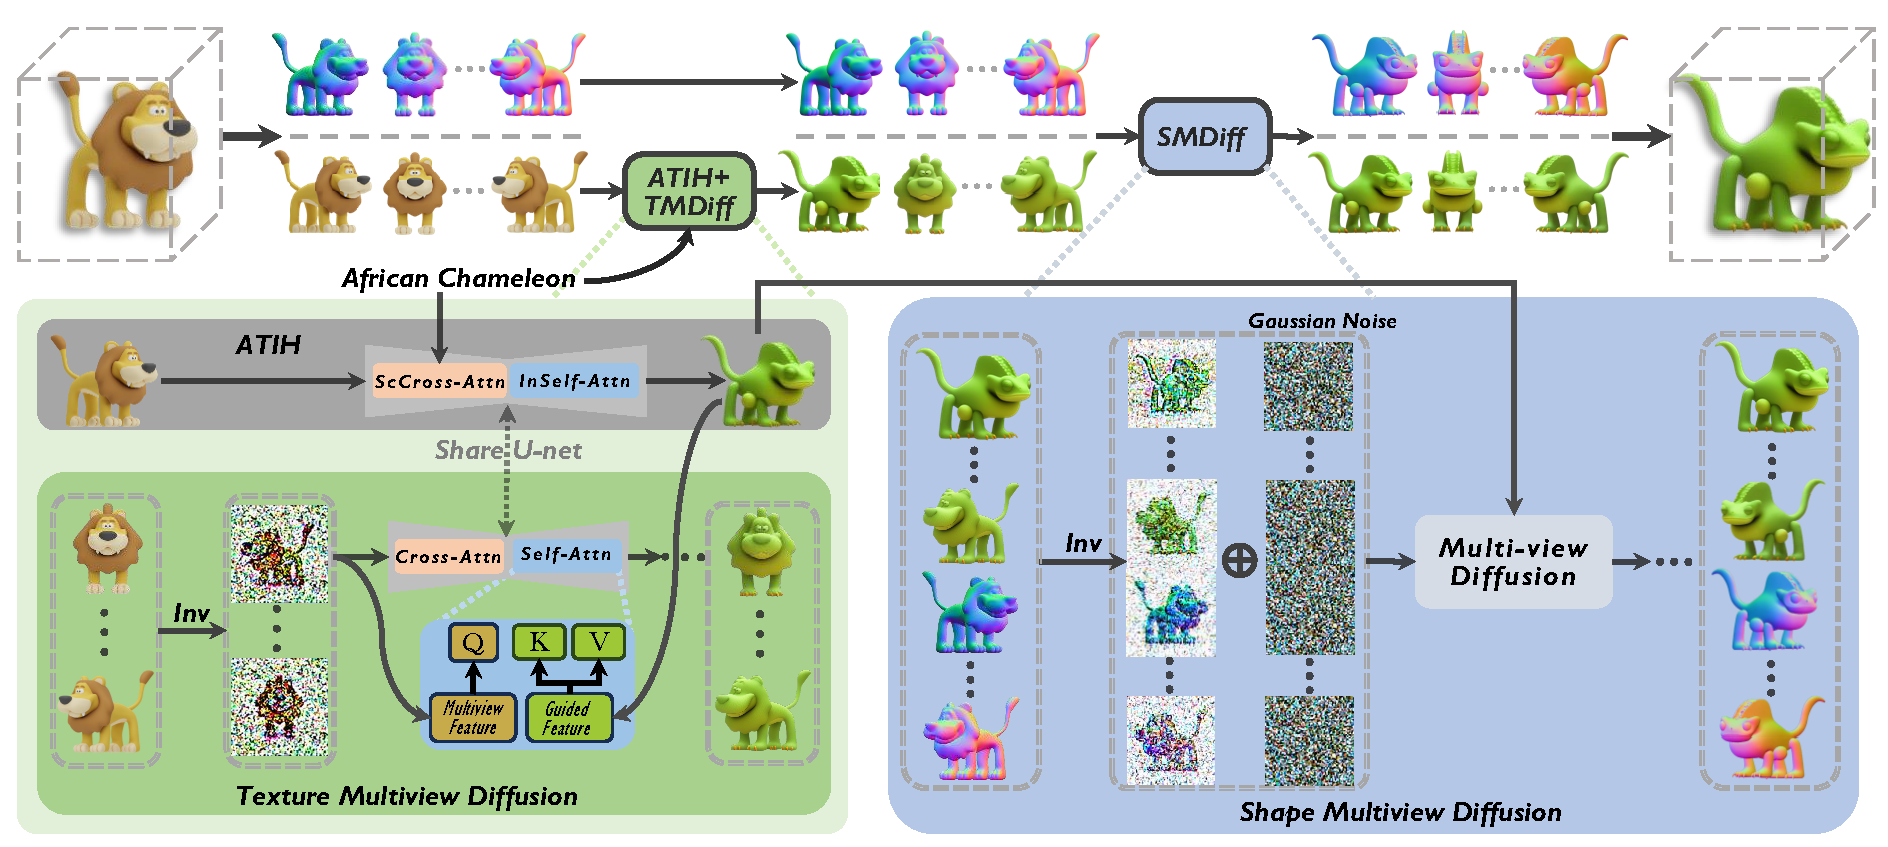 SMDiff
ATIH+
TMDiff
African Chameleon
ATIH
ScCross-Attn
InSelf-Attn
Share U-net
Cross-Attn
Self-Attn
Inv
Q
K
V
Multiview
Feature
Guided
Feature
Texture Multiview Diffusion
Gaussian Noise
Inv
Multi-view
Diffusion
Shape Multiview Diffusion